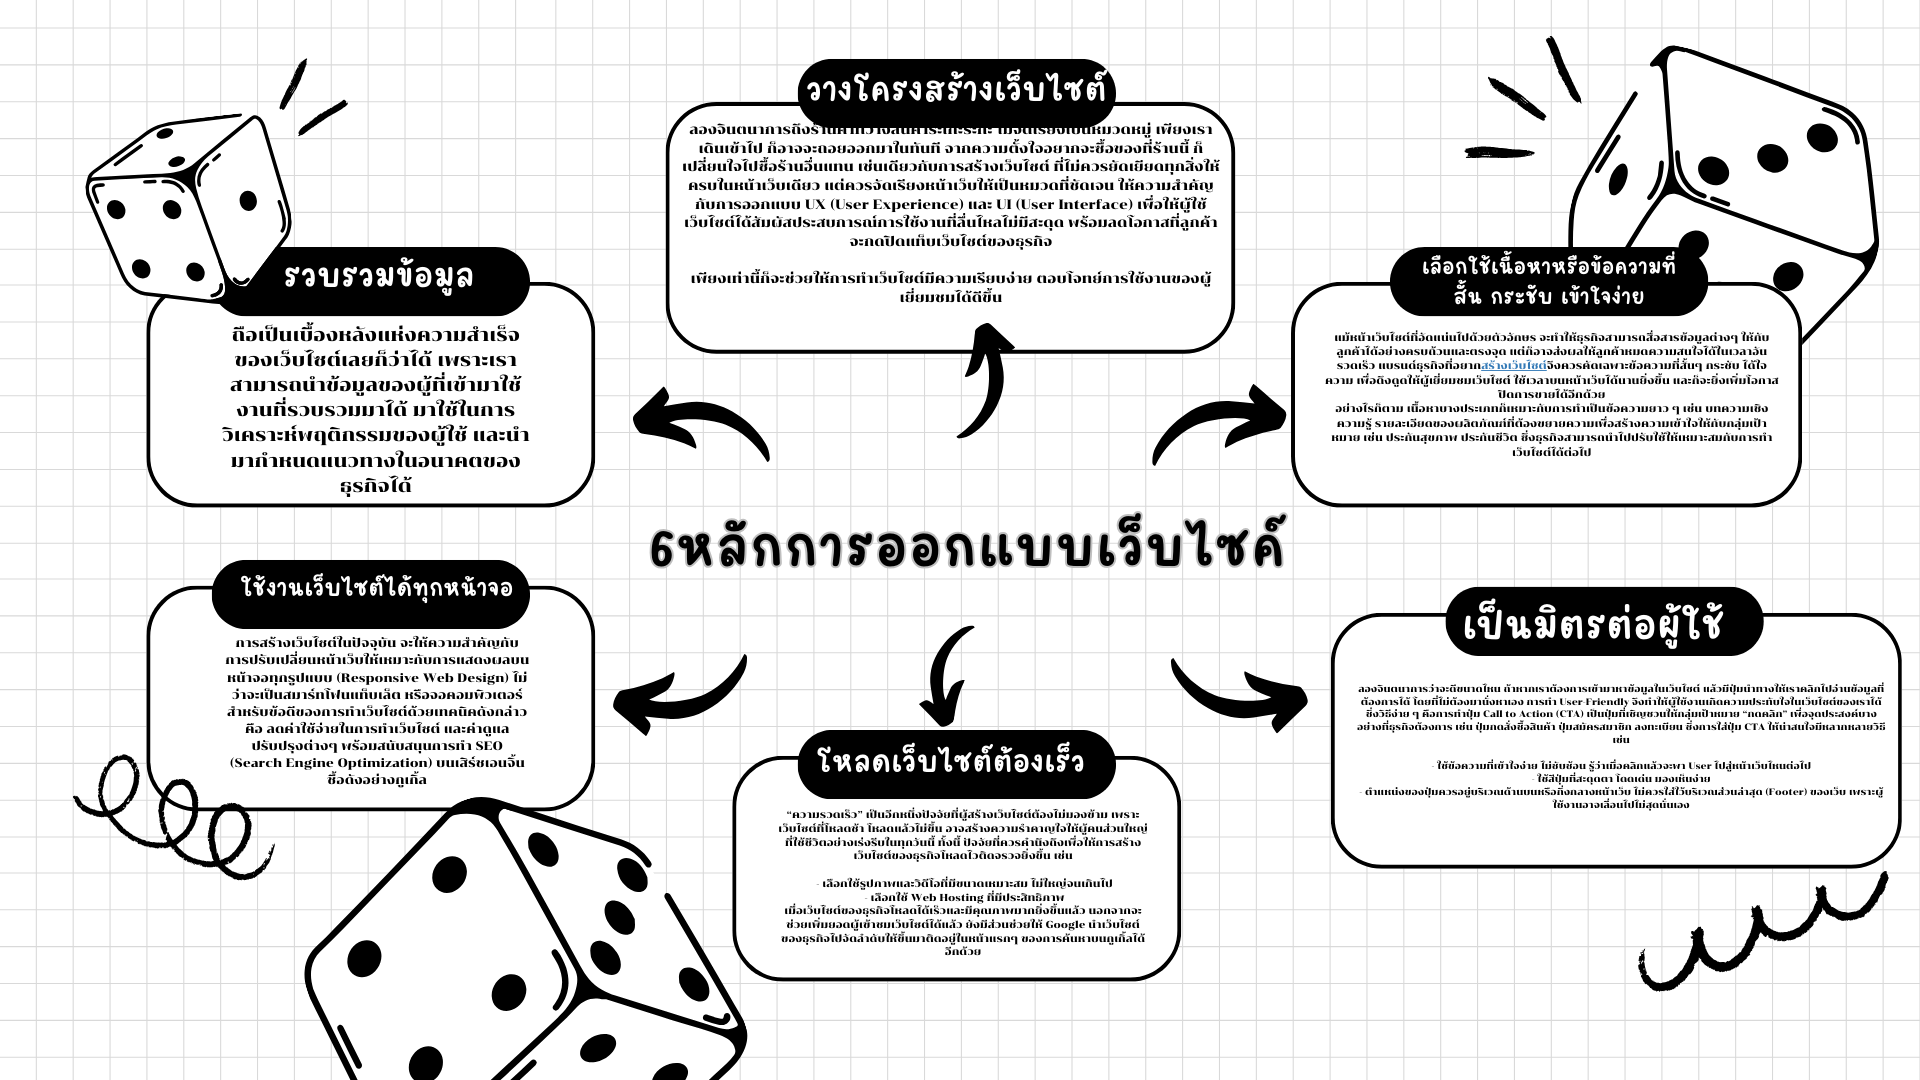 วางโครงสร้างเว็บไซต์
ลองจินตนาการถึงร้านค้าที่วางสินค้าระเกะระกะ ไม่จัดเรียงเป็นหมวดหมู่ เพียงเรา
เดินเข้าไป ก็อาจจะถอยออกมาในทันที จากความตั้งใจอยากจะซื้อของที่ร้านนี้ ก็
เปลี่ยนใจไปซื้อร้านอื่นแทน เช่นเดียวกับการสร้างเว็บไซต์ ที่ไม่ควรยัดเยียดทุกสิ่งให้
ครบในหน้าเว็บเดียว แต่ควรจัดเรียงหน้าเว็บให้เป็นหมวดที่ชัดเจน ให้ความสำคัญ
กับการออกแบบ UX (User Experience) และ UI (User Interface) เพื่อให้ผู้ใช้
เว็บไซต์ได้สัมผัสประสบการณ์การใช้งานที่ลื่นไหลไม่มีสะดุด พร้อมลดโอกาสที่ลูกค้า
จะกดปิดแท็บเว็บไซต์ของธุรกิจ
เพียงเท่านี้ก็จะช่วยให้การทำเว็บไซต์มีความเรียบง่าย ตอบโจทย์การใช้งานของผู้
เยี่ยมชมได้ดีขึ้น
รวบรวมข้อมูล
ถือเป็นเบื้องหลังแห่งความสำเร็จ
ของเว็บไซต์เลยก็ว่าได้ เพราะเรา
สามารถนำข้อมูลของผู้ที่เข้ามาใช้
งานที่รวบรวมมาได้ มาใช้ในการ
วิเคราะห์พฤติกรรมของผู้ใช้ และนำ
มากำหนดแนวทางในอนาคตของ
ธุรกิจได้
เลือกใช้เนื้อหาหรือข้อความที่
สั้น กระชับ เข้าใจง่าย
แม้หน้าเว็บไซต์ที่อัดแน่นไปด้วยตัวอักษร จะทำให้ธุรกิจสามารถสื่อสารข้อมูลต่างๆ ให้กับ
ลูกค้าได้อย่างครบถ้วนและตรงจุด แต่ก็อาจส่งผลให้ลูกค้าหมดความสนใจได้ในเวลาอัน
รวดเร็ว แบรนด์ธุรกิจที่อยากสร้างเว็บไซต์จึงควรคัดเฉพาะข้อความที่สั้นๆ กระชับ ได้ใจ
ความ เพื่อดึงดูดให้ผู้เยี่ยมชมเว็บไซต์ ใช้เวลาบนหน้าเว็บได้นานยิ่งขึ้น และก็จะยิ่งเพิ่มโอกาส
ปิดการขายได้อีกด้วย
อย่างไรก็ตาม เนื้อหาบางประเภทก็เหมาะกับการทำเป็นข้อความยาว ๆ เช่น บทความเชิง
ความรู้ รายละเอียดของผลิตภัณฑ์ที่ต้องขยายความเพื่อสร้างความเข้าใจให้กับกลุ่มเป้า
หมาย เช่น ประกันสุขภาพ ประกันชีวิต ซึ่งธุรกิจสามารถนำไปปรับใช้ให้เหมาะสมกับการทำ
เว็บไซต์ได้ต่อไป
6หลักการออกแบบเว็บไซค์
ใช้งานเว็บไซต์ได้ทุกหน้าจอ
การสร้างเว็บไซต์ในปัจจุบัน จะให้ความสำคัญกับ
การปรับเปลี่ยนหน้าเว็บให้เหมาะกับการแสดงผลบน
หน้าจอทุกรูปแบบ (Responsive Web Design) ไม่
ว่าจะเป็นสมาร์ทโฟนแท็บเล็ต หรือจอคอมพิวเตอร์
สำหรับข้อดีของการทำเว็บไซต์ด้วยเทคนิคดังกล่าว
คือ ลดค่าใช้จ่ายในการทำเว็บไซต์ และค่าดูแล
ปรับปรุงต่างๆ พร้อมสนับสนุนการทำ SEO
(Search Engine Optimization) บนเสิร์ชเอนจิ้น
ชื่อดังอย่างกูเกิ้ล
เป็นมิตรต่อผู้ใช้
ลองจินตนาการว่าจะดีขนาดไหน ถ้าหากเราต้องการเข้ามาหาข้อมูลในเว็บไซต์ แล้วมีปุ่มนำทางให้เราคลิกไปอ่านข้อมูลที่
ต้องการได้ โดยที่ไม่ต้องมานั่งหาเอง การทำ User-Friendly จึงทำให้ผู้ใช้งานเกิดความประทับใจในเว็บไซต์ของเราได้
ซึ่งวิธีง่าย ๆ คือการทำปุ่ม Call to Action (CTA) เป็นปุ่มที่เชิญชวนให้กลุ่มเป้าหมาย “กดคลิก” เพื่อจุดประสงค์บาง
อย่างที่ธุรกิจต้องการ เช่น ปุ่มกดสั่งซื้อสินค้า ปุ่มสมัครสมาชิก ลงทะเบียน ซึ่งการใส่ปุ่ม CTA ให้น่าสนใจมีหลากหลายวิธี
เช่น
- ใช้ข้อความที่เข้าใจง่าย ไม่ซับซ้อน รู้ว่าเมื่อคลิกแล้วจะพา User ไปสู่หน้าเว็บไหนต่อไป
- ใช้สีปุ่มที่สะดุดตา โดดเด่น มองเห็นง่าย
- ตำแหน่งของปุ่มควรอยู่บริเวณด้านบนหรือกึ่งกลางหน้าเว็บ ไม่ควรใส่ไว้บริเวณส่วนล่าสุด (Footer) ของเว็บ เพราะผู้
ใช้งานอาจเลื่อนไปไม่สุดนั่นเอง
โหลดเว็บไซต์ต้องเร็ว
“ความรวดเร็ว” เป็นอีกหนึ่งปัจจัยที่ผู้สร้างเว็บไซต์ต้องไม่มองข้าม เพราะ
เว็บไซต์ที่โหลดช้า โหลดแล้วไม่ขึ้น อาจสร้างความรำคาญใจให้ผู้คนส่วนใหญ่
ที่ใช้ชีวิตอย่างเร่งรีบในทุกวันนี้ ทั้งนี้ ปัจจัยที่ควรคำนึงถึงเพื่อให้การสร้าง
เว็บไซต์ของธุรกิจโหลดไวติดจรวจยิ่งขึ้น เช่น
- เลือกใช้รูปภาพและวิดีโอที่มีขนาดเหมาะสม ไม่ใหญ่จนเกินไป
- เลือกใช้ Web Hosting ที่มีประสิทธิภาพ
เมื่อเว็บไซต์ของธุรกิจโหลดได้เร็วและมีคุณภาพมากยิ่งขึ้นแล้ว นอกจากจะ
ช่วยเพิ่มยอดผู้เข้าชมเว็บไซต์ได้แล้ว ยังมีส่วนช่วยให้ Google นำเว็บไซต์
ของธุรกิจไปจัดลำดับให้ขึ้นมาติดอยู่ในหน้าแรกๆ ของการค้นหาบนกูเกิ้ลได้
อีกด้วย